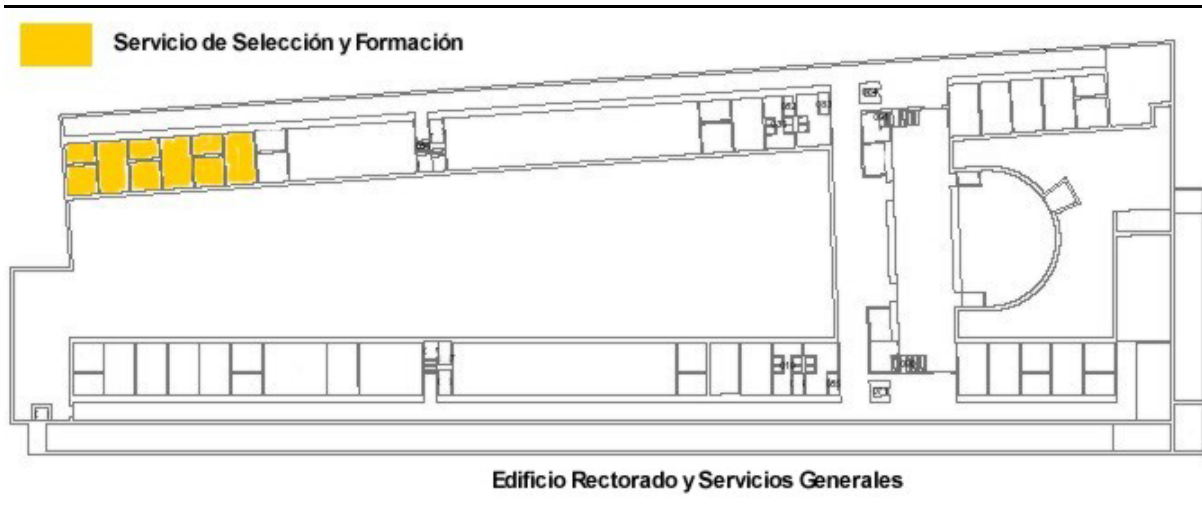 Servicio de Selección y Formación
Edificio Rectorado y Servicios Generales